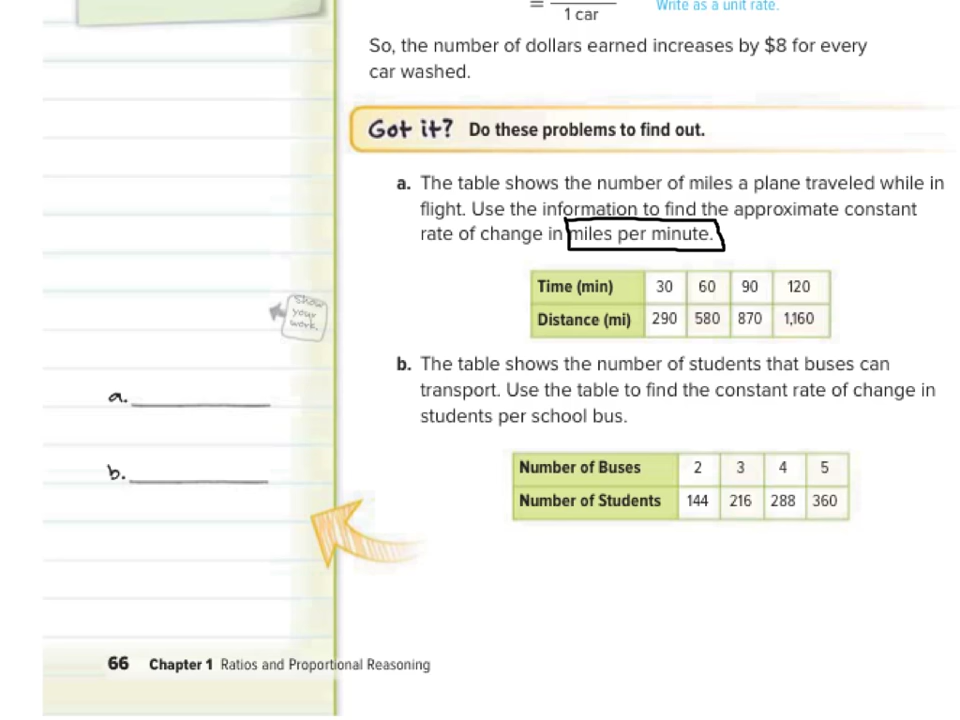 =
1 car
Write as a unit rate.
So, the number of dollars earned increases by $8 for every
car washed.
Got it? Do these problems to find out.
a. The table shows the number of miles a plane traveled while in
flight. Use the information to find the approximate constant
rate of change in miles per minute.
Time (min) 30 60 90 120
Distance (mi) 290 580 870 1,160
Show
your
work.
b. The table shows the number of students that buses can
transport. Use the table to find the constant rate of change in
students per school bus.
a.
b.
Number of Buses 2 3 4 5
Number of Students 144 216 288 360
66 Chapter 1 Ratios and Proportional Reasoning